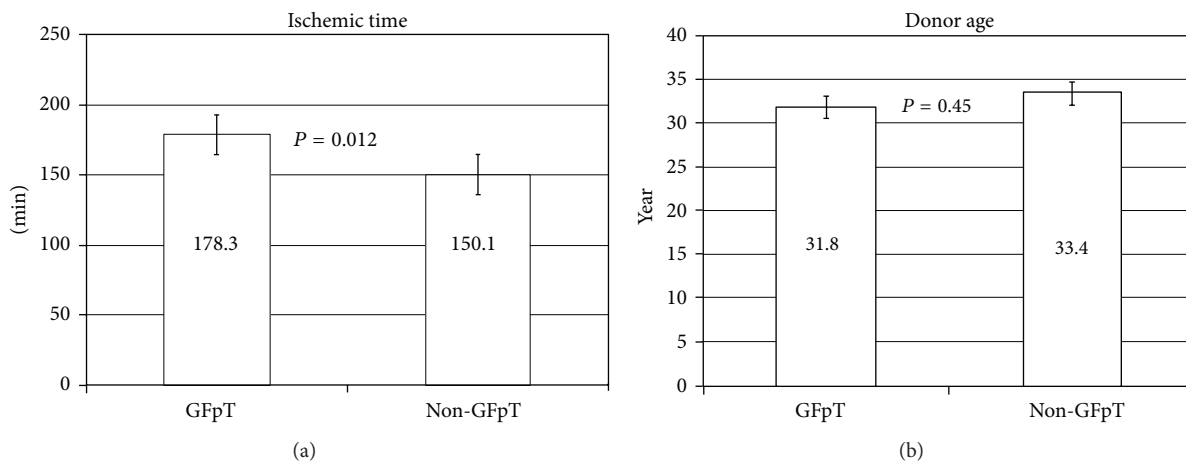 Ischemic time
250
200
150
100
50
0
(min)
P = 0.012
178.3
150.1
GFpT
Non-GFpT
(a)
Donor age
40
35
30
25
20
15
10
5
0
Year
P = 0.45
31.8
33.4
GFpT
Non-GFpT
(b)